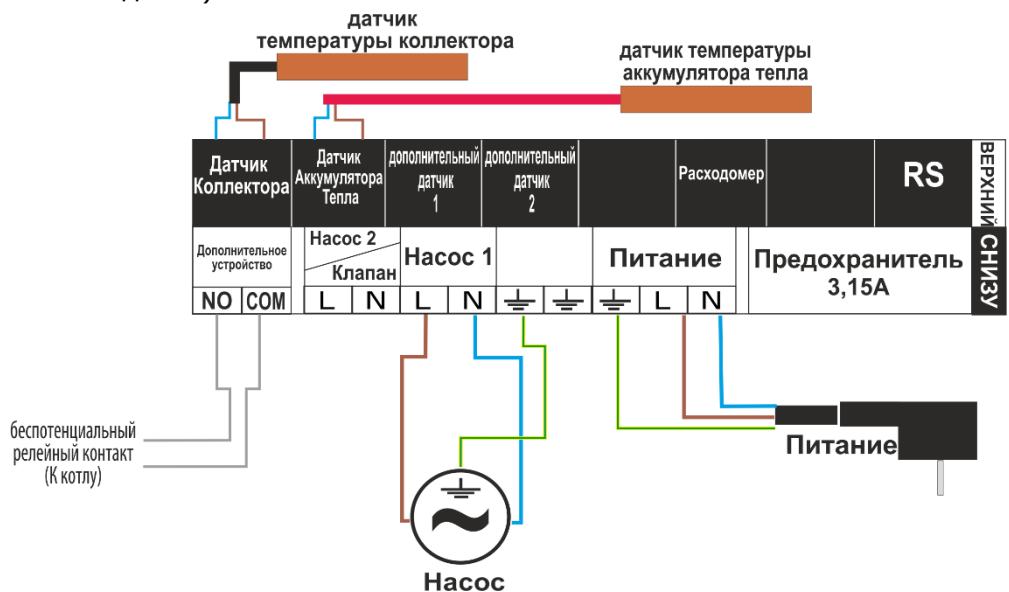 датчик
температуры коллектора
датчик температуры
аккумулятора тепла
Датчик
Коллектора
Датчик
Аккумулятора
Тепла
дополнительный
датчик
1
дополнительный
датчик
2
Расходомер
RS
ВЕРХНИЙ
Дополнительное
устройство
Насос 2
Клапан
Насос 1
Питание
Предохранитель
3,15А
СНИЗУ
NO COM
L N L N
L N
беспотенциальный
релейный контакт
(К котлу)
Питание
Насос